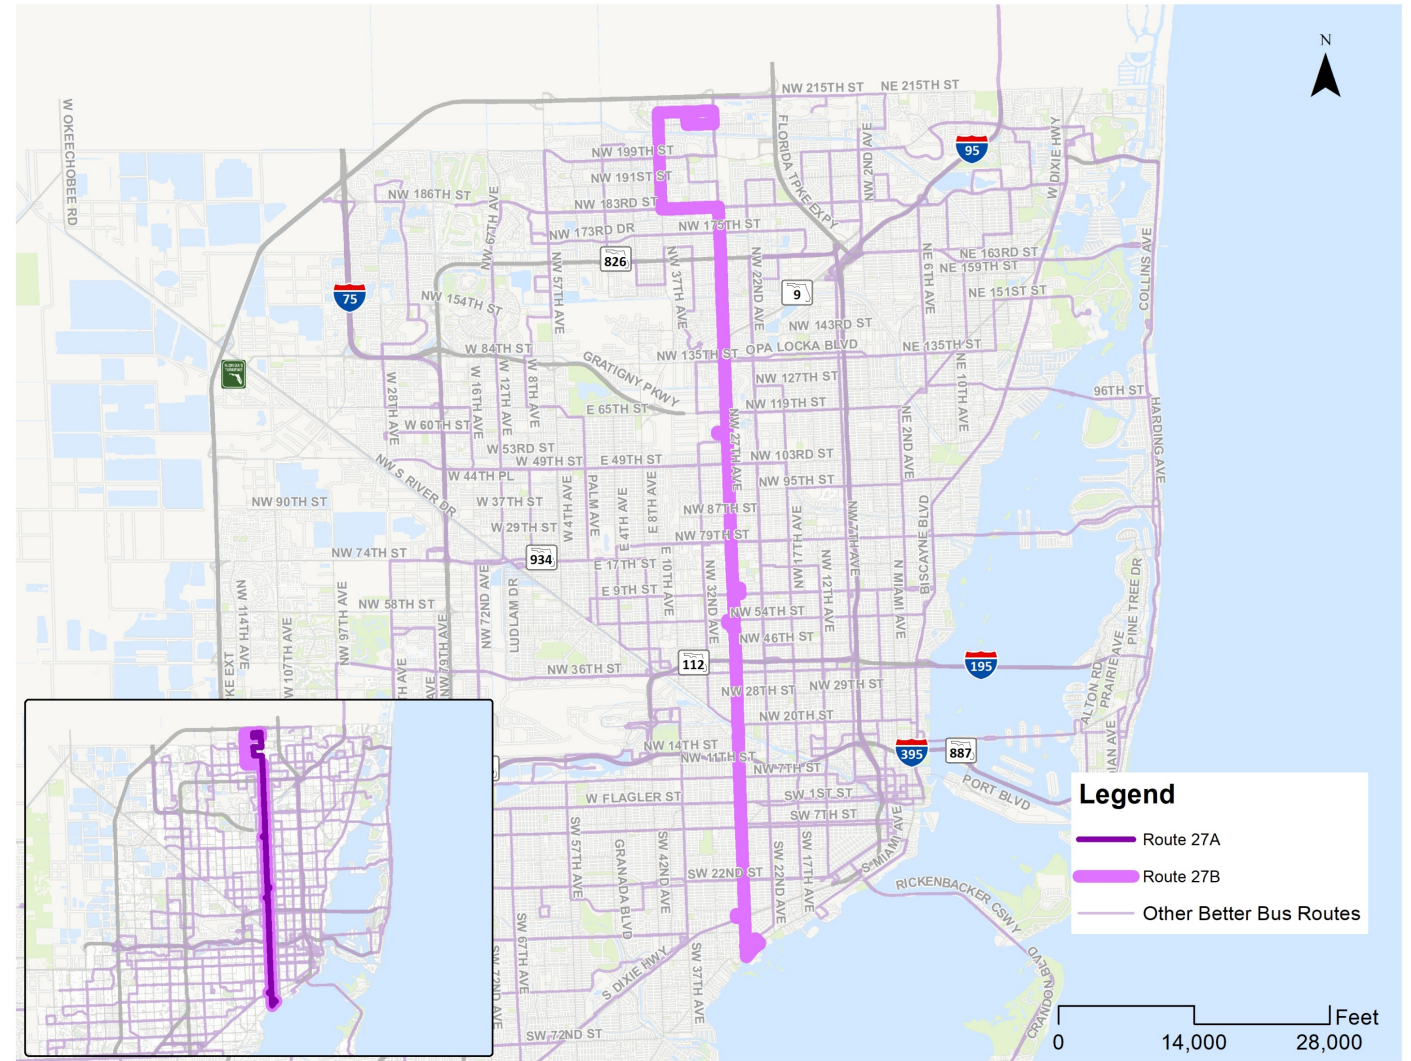 N
NW 215TH ST
NE 215TH ST
W OKEECHOBEE RD
FLORIDA TPKE EXPY
NW 2ND AVE
95
W DIXIE HWY
NW 199TH ST
NW 191ST ST
NW 186TH ST
NW 183RD ST
NW 67TH AVE
NW 175TH ST
NW 173RD DR
826
NW 57TH AVE
NW 37TH AVE
NW 22ND AVE
NE 6TH AVE
NE 163RD ST
NE 159TH ST
COLLINS AVE
75
9
NE 151ST ST
NW 154TH ST
NW 143RD ST
W 84TH ST
GRATIGNY PKWY
NW 135TH ST
OPA LOCKA BLVD
NE 135TH ST
NE 10TH AVE
W 28TH AVE
W 16TH AVE
W 12TH AVE
W 8TH AVE
NW 127TH ST
96TH ST
E 65TH ST
NW 119TH ST
HARDING AVE
W 60TH ST
NW 27TH AVE
NE 2ND AVE
W 53RD ST
W 49TH ST
E 49TH ST
NW 103RD ST
NW S RIVER DR
W 44TH PL
NW 95TH ST
NW 90TH ST
W 37TH ST
W 4TH AVE
PALM AVE
E 4TH AVE
E 8TH AVE
NW 87TH ST
NW 17TH AVE
NW 7TH AVE
BISCAYNE BLVD
W 29TH ST
NW 79TH ST
NW 74TH ST
934
E 17TH ST
E 10TH AVE
NW 32ND AVE
NW 12TH AVE
N MIAMI AVE
PINE TREE DR
NW 114TH AVE
NW 97TH AVE
NW 58TH ST
NW 72ND AVE
LUDLAM DR
E 9TH ST
NW 54TH ST
W 107TH AVE
NW 79TH AVE
NW 46TH ST
KE EXT
TH AVE
AVE
NW 36TH ST
112
195
ALTON RD
PRAIRIE AVE
NW 28TH ST
NW 29TH ST
NW 20TH ST
NW 14TH ST
NW 11TH ST
NW 7TH ST
395
887
IAN AVE
PORT BLVD
W FLAGLER ST
SW 1ST ST
SW 7TH ST
SW 57TH AVE
GRANADA BLVD
SW 42ND AVE
SW 22ND ST
SW 22ND AVE
SW 17TH AVE
S MIAMI AVE
RICKENBACKER CSWY
SW 72ND AVE
SW 67TH AVE
S DIXIE HWY
SW 37TH AVE
SW 72ND ST
CRANDON BLVD
Legend
Route 27A
Route 27B
Other Better Bus Routes
Feet
0 14,000 28,000